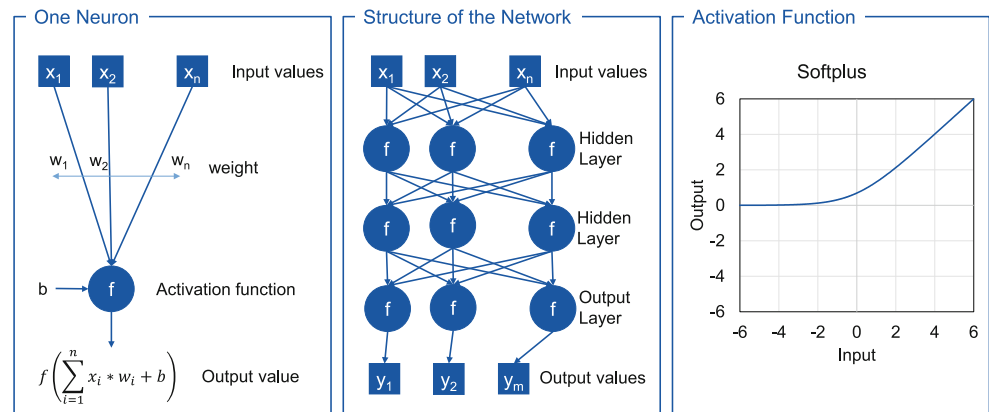 One Neuron
x1 x2 xn Input values
w1 w2 wn weight
b f Activation function
f(∑_{i=1}^{n} x_i * w_i + b) Output value
Structure of the Network
x1 x2 xn Input values
f f f Hidden Layer
f f f Hidden Layer
f f f Output Layer
y1 y2 ym Output values
Activation Function
Softplus
6
4
2
0
-2
-4
-6
Output
-6 -4 -2 0 2 4 6
Input